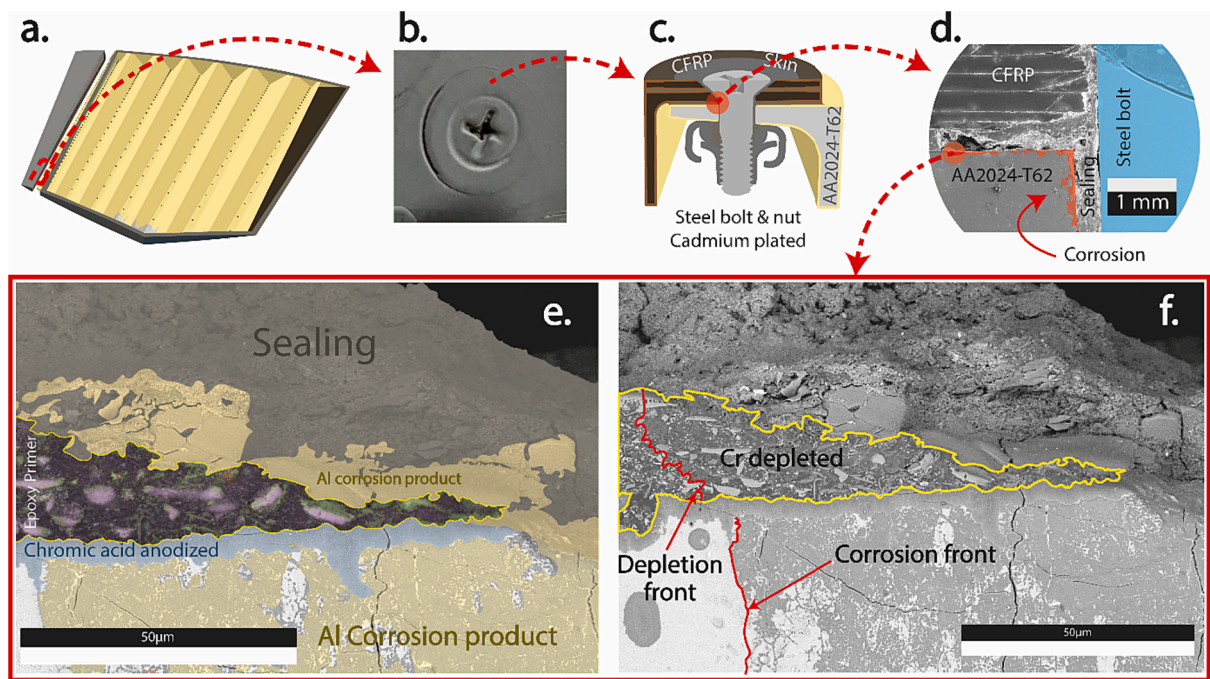 a.
b.
c.
d.
CFRP
Skin
AA2024-T62
Steel bolt & nut
Cadmium plated
CFRP
AA2024-T62
Sealing
Steel bolt
1 mm
Corrosion
e.
Sealing
Epoxy Primer
Al corrosion product
Chromic acid anodized
Al Corrosion product
50µm
f.
Cr depleted
Depletion
front
Corrosion front
50µm